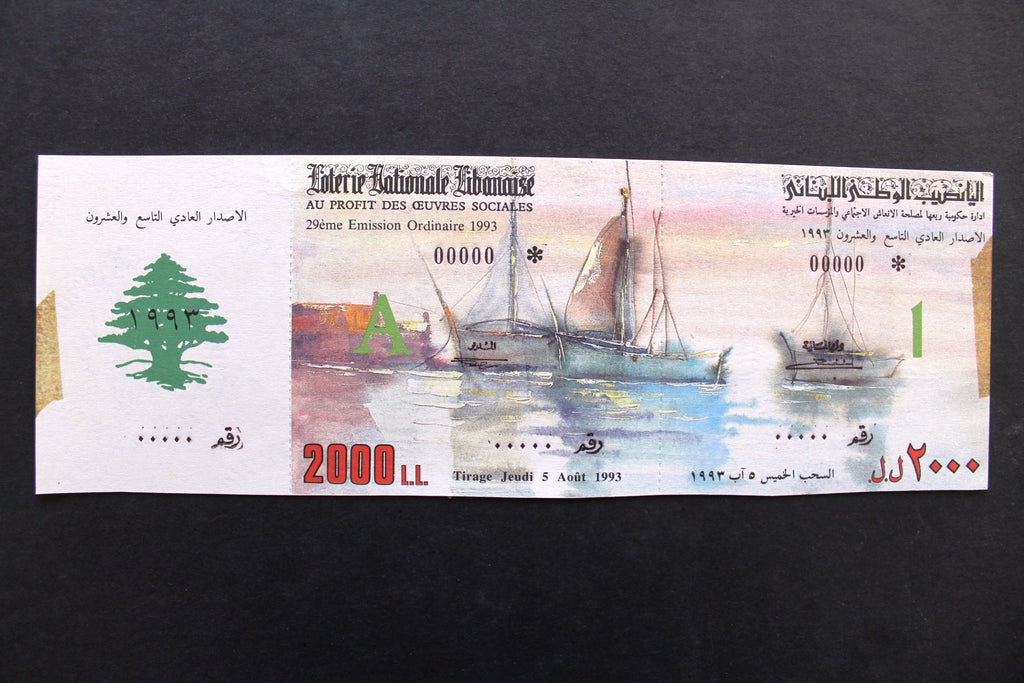 الاصدار العادي التاسع والعشرون
١٩٩٣
رقم ٠٠٠٠٠
Loterie Nationale Libanaise
AU PROFIT DES ŒUVRES SOCIALES
29ème Emission Ordinaire 1993
00000 *
A
رقم ٠٠٠٠٠
2000 L.L.
Tirage Jeudi 5 Août 1993
اليانصيب الوطني اللبناني
ادارة حكومية ريعها لمصلحة الانعاش الاجتماعي والمؤسسات الخيرية
الاصدار العادي التاسع والعشرون ١٩٩٣
00000 *
ا
رقم ٠٠٠٠٠
السحب الخميس ٥ آب ١٩٩٣
٢٠٠٠ ل.ل.